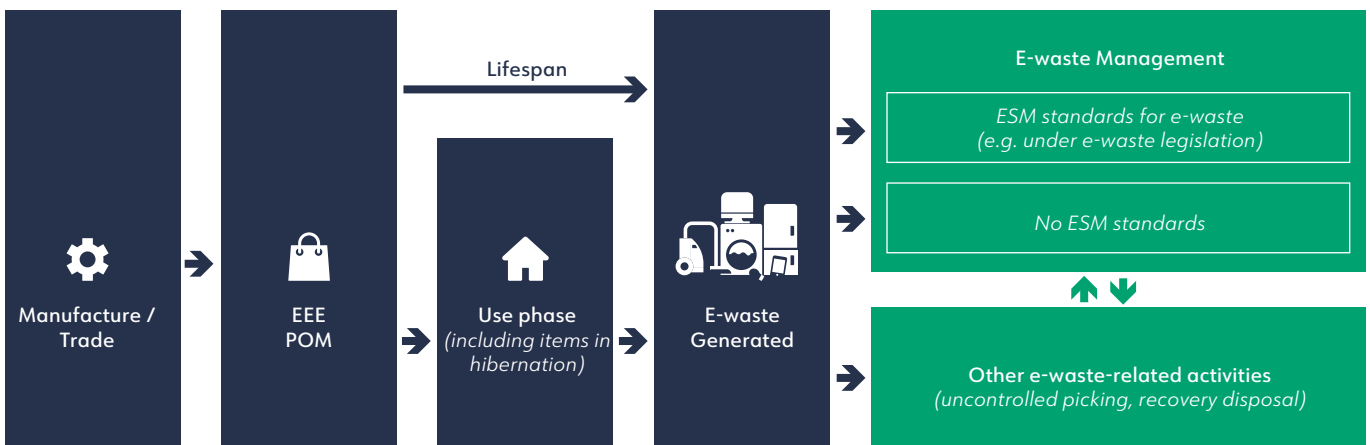 Manufacture /
Trade
EEE
POM
Lifespan
Use phase
(including items in
hibernation)
E-waste
Generated
E-waste Management
ESM standards for e-waste
(e.g. under e-waste legislation)
No ESM standards
Other e-waste-related activities
(uncontrolled picking, recovery disposal)